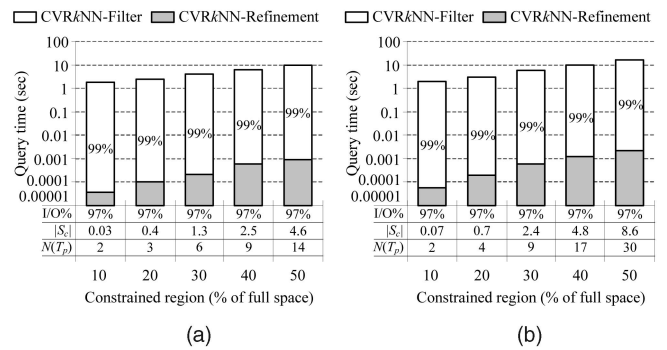 CVRkNN-Filter CVRkNN-Refinement
Query time (sec)
100
10
1
0.1
0.01
0.001
0.0001
0.00001
99% 99% 99% 99% 99%
I/O% 97% 97% 97% 97% 97%
|Sc| 0.03 0.4 1.3 2.5 4.6
N(Tp) 2 3 6 9 14
10 20 30 40 50
Constrained region (% of full space)
(a)
CVRkNN-Filter CVRkNN-Refinement
Query time (sec)
100
10
1
0.1
0.01
0.001
0.0001
0.00001
99% 99% 99% 99% 99%
I/O% 97% 97% 97% 97% 97%
|Sc| 0.07 0.7 2.4 4.8 8.6
N(Tp) 2 4 9 17 30
10 20 30 40 50
Constrained region (% of full space)
(b)